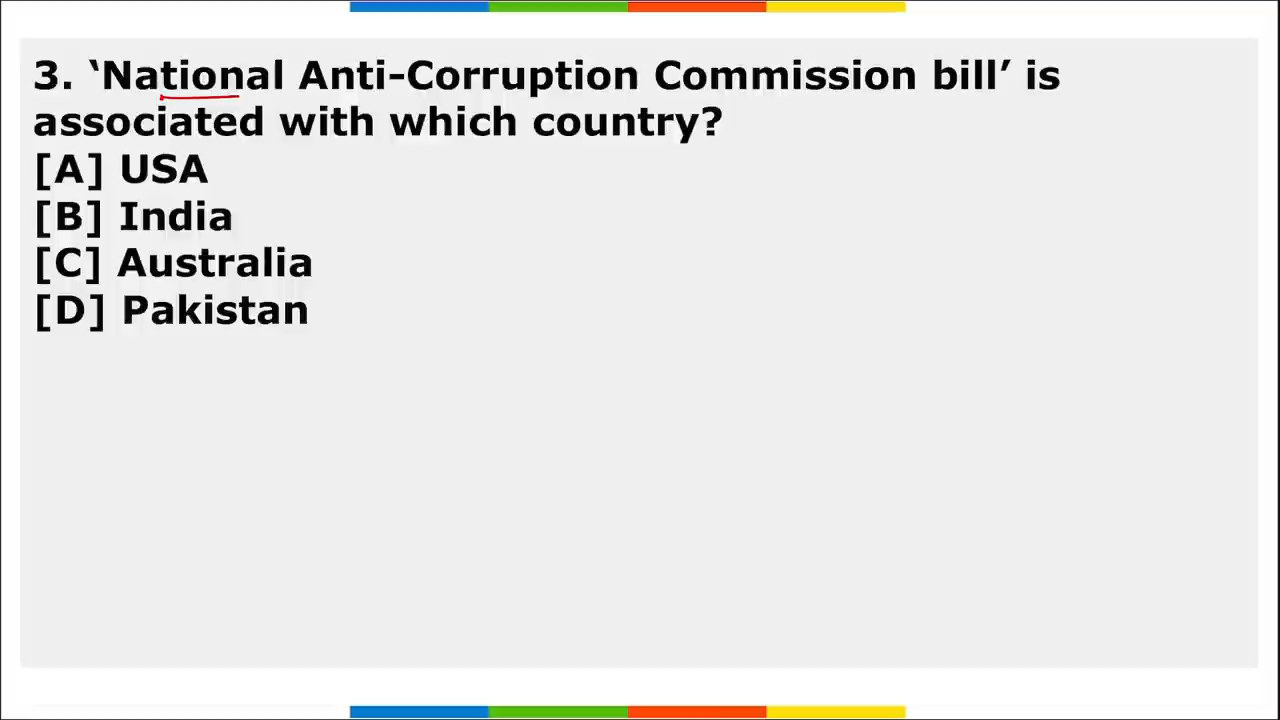 3. ‘National Anti-Corruption Commission bill’ is
associated with which country?
[A] USA
[B] India
[C] Australia
[D] Pakistan